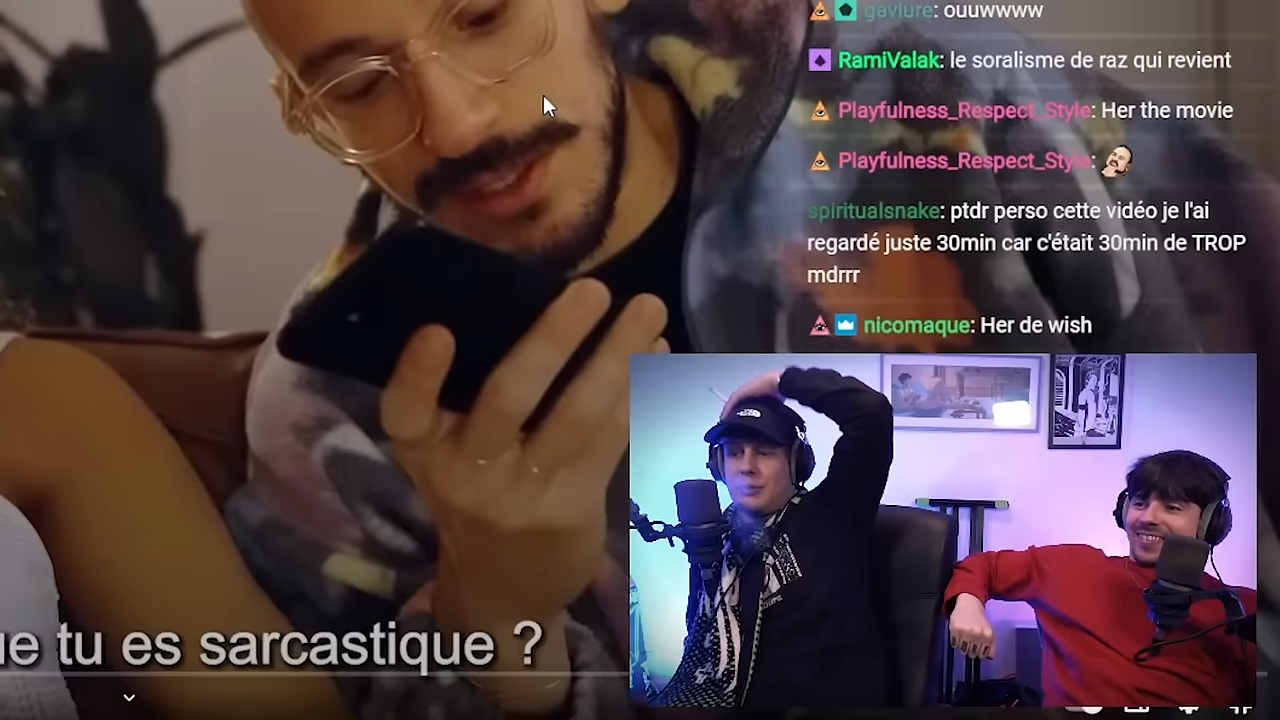 gavlure: ouuwwww
RamiValak: le soralisme de raz qui revient
Playfulness_Respect_Style: Her the movie
Playfulness_Respect_Style:
spiritualsnake: ptdr perso cette vidéo je l'ai
regardé juste 30min car c'était 30min de TROP
mdrrr
nicomaque: Her de wish
tu es sarcastique ?